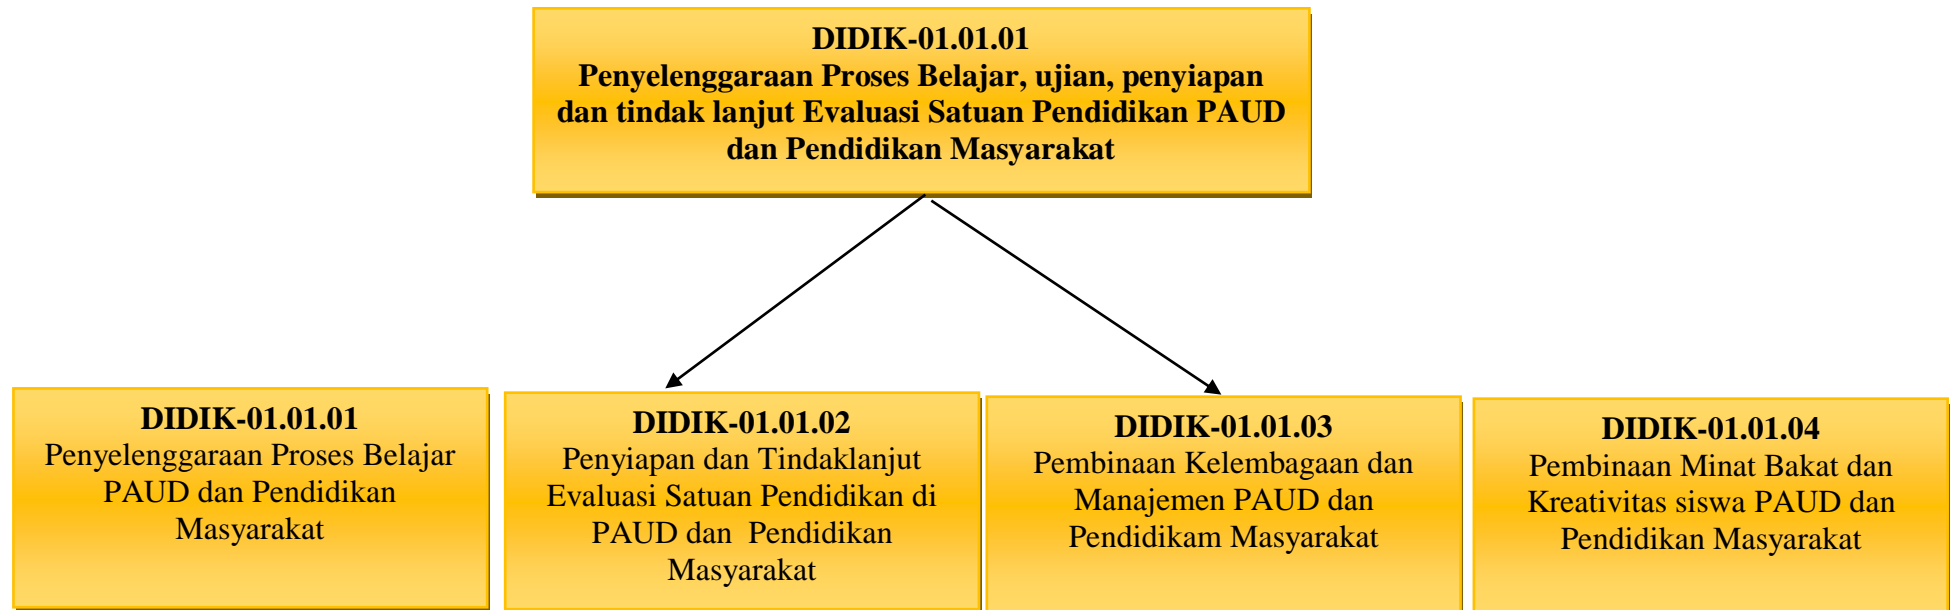 DIDIK-01.01.01
Penyelenggaraan Proses Belajar, ujian, penyiapan
dan tindak lanjut Evaluasi Satuan Pendidikan PAUD
dan Pendidikan Masyarakat
DIDIK-01.01.01
Penyelenggaraan Proses Belajar
PAUD dan Pendidikan
Masyarakat
DIDIK-01.01.02
Penyiapan dan Tindaklanjut
Evaluasi Satuan Pendidikan di
PAUD dan  Pendidikan
Masyarakat
DIDIK-01.01.03
Pembinaan Kelembagaan dan
Manajemen PAUD dan
Pendidikam Masyarakat
DIDIK-01.01.04
Pembinaan Minat Bakat dan
Kreativitas siswa PAUD dan
Pendidikan Masyarakat